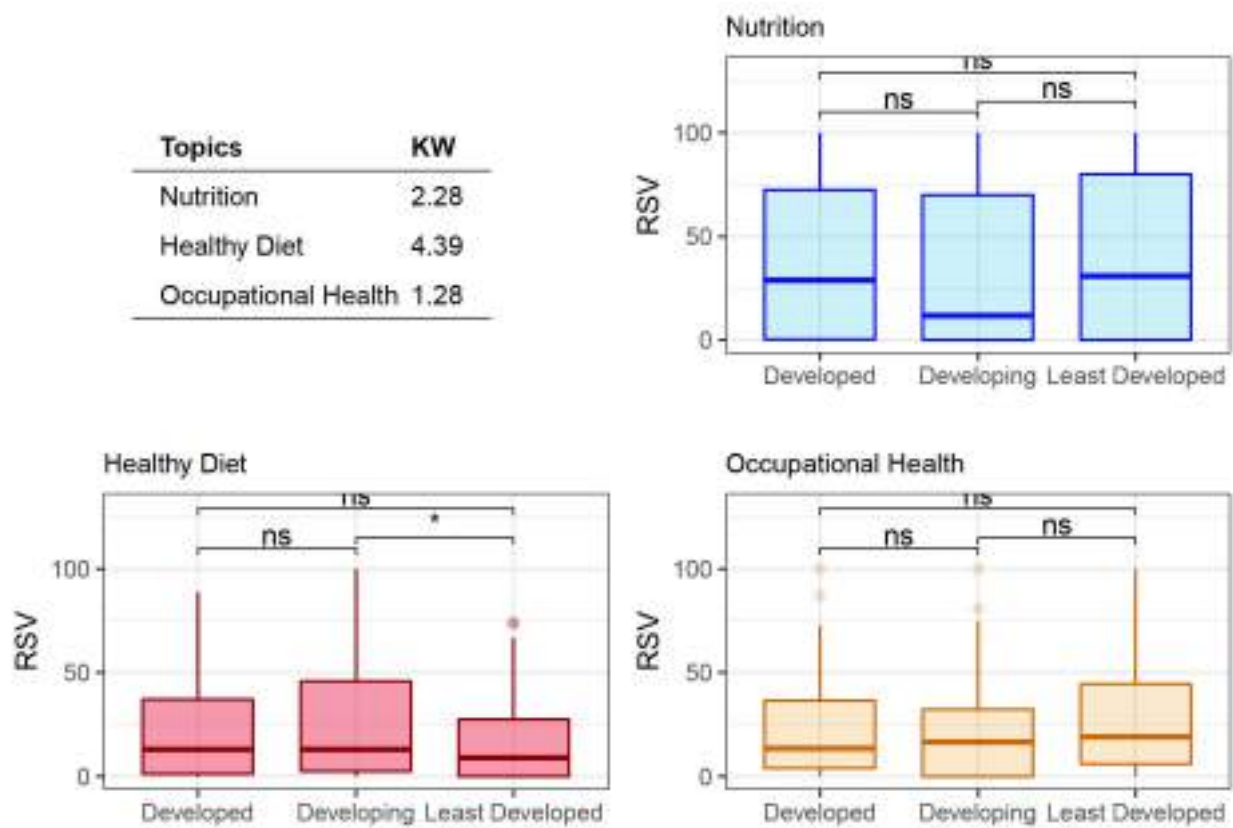 Nutrition
ns
ns ns
100
50
0
RSV
Developed Developing Least Developed
Topics KW
Nutrition 2.28
Healthy Diet 4.39
Occupational Health 1.28
Healthy Diet
ns
*
ns
100
50
0
RSV
Developed Developing Least Developed
Occupational Health
ns
ns ns
100
50
0
RSV
Developed Developing Least Developed